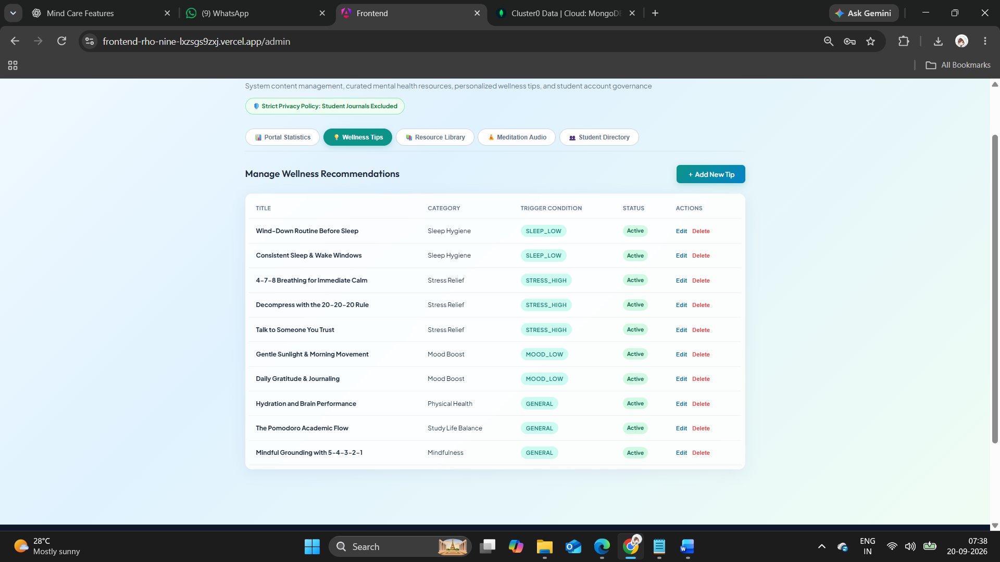 Mind Care Features
(9) WhatsApp
Frontend
Cluster0 Data | Cloud: MongoDB
Ask Gemini
frontend-rho-nine-lxzsgs9zxj.vercel.app/admin
All Bookmarks
System content management, curated mental health resources, personalized wellness tips, and student account governance
Strict Privacy Policy: Student Journals Excluded
Portal Statistics
Wellness Tips
Resource Library
Meditation Audio
Student Directory
Manage Wellness Recommendations
+ Add New Tip
TITLE CATEGORY TRIGGER CONDITION STATUS ACTIONS
Wind-Down Routine Before Sleep Sleep Hygiene SLEEP_LOW Active Edit Delete
Consistent Sleep & Wake Windows Sleep Hygiene SLEEP_LOW Active Edit Delete
4-7-8 Breathing for Immediate Calm Stress Relief STRESS_HIGH Active Edit Delete
Decompress with the 20-20-20 Rule Stress Relief STRESS_HIGH Active Edit Delete
Talk to Someone You Trust Stress Relief STRESS_HIGH Active Edit Delete
Gentle Sunlight & Morning Movement Mood Boost MOOD_LOW Active Edit Delete
Daily Gratitude & Journaling Mood Boost MOOD_LOW Active Edit Delete
Hydration and Brain Performance Physical Health GENERAL Active Edit Delete
The Pomodoro Academic Flow Study Life Balance GENERAL Active Edit Delete
Mindful Grounding with 5-4-3-2-1 Mindfulness GENERAL Active Edit Delete
28°C
Mostly sunny
Search
ENG
IN
07:38
20-09-2026